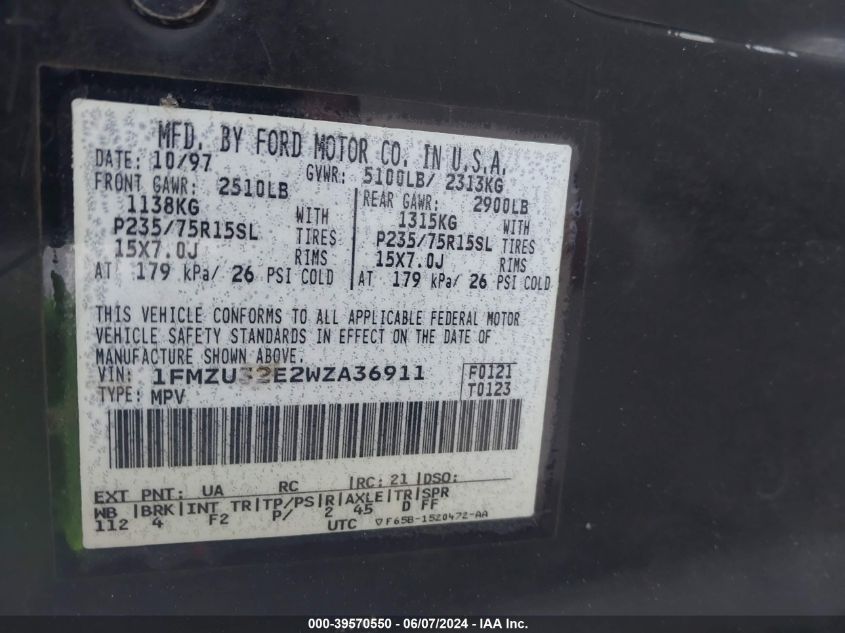 MFD. BY FORD MOTOR CO. IN U.S.A.
DATE: 10/97 GVWR: 5100LB/ 2313KG
FRONT GAWR: 2510LB REAR GAWR: 2900LB
1138KG WITH 1315KG WITH
P235/75R15SL TIRES P235/75R15SL TIRES
15X7.0J RIMS 15X7.0J RIMS
AT 179 kPa/ 26 PSI COLD AT 179 kPa/ 26 PSI COLD
THIS VEHICLE CONFORMS TO ALL APPLICABLE FEDERAL MOTOR
VEHICLE SAFETY STANDARDS IN EFFECT ON THE DATE OF
MANUFACTURE SHOWN ABOVE.
VIN: 1FMZU32E2WZA36911 F0121
TYPE: MPV T0123
EXT PNT: UA RC RC: 21 DSO:
WB BRK INT TR TP/PS R AXLE TR SPR
112 4 F2 P/ 2 45 D FF
UTC ▽F65B-1520472-AA
000-39570550 - 06/07/2024 - IAA Inc.